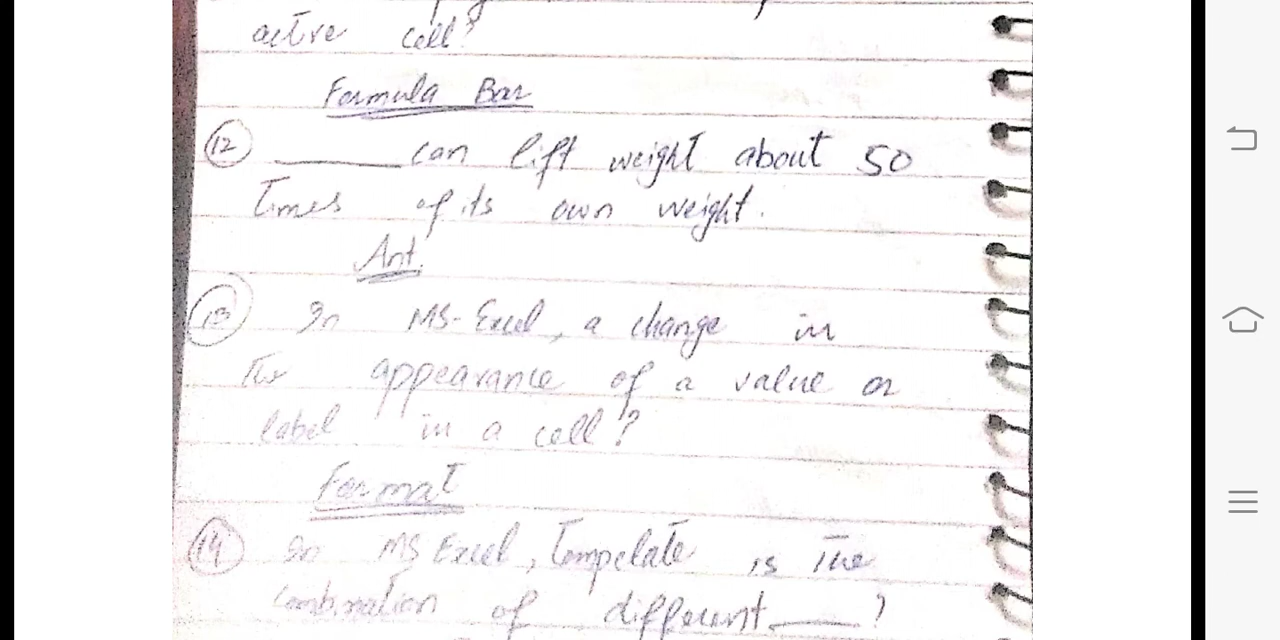 active cell?
Formula Bar
12 ______ can lift weight about 50
Times of its own weight.
Ant.
13 In MS-Excel, a change in
The appearance of a value or
label in a cell?
Format
14 In MS Excel, Tempelate is The
Combination of different ____?